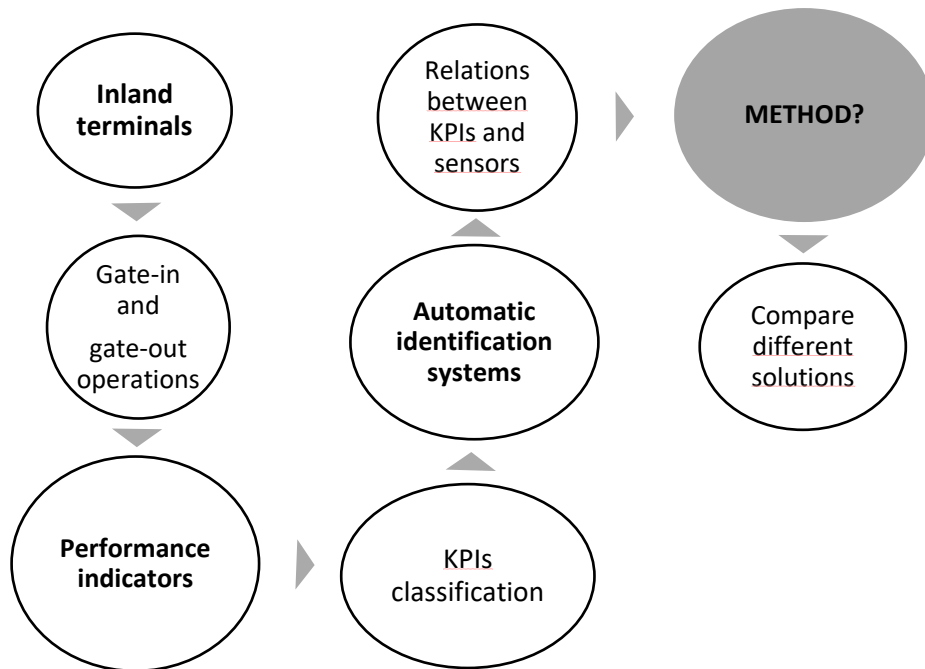 Inland
terminals
Gate-in
and
gate-out
operations
Performance
indicators
KPIs
classification
Automatic
identification
systems
Relations
between
KPIs and
sensors
METHOD?
Compare
different
solutions